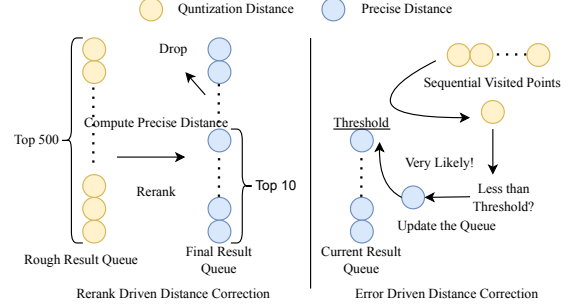 Quntization Distance
Precise Distance
Drop
Top 500
Compute Precise Distance
Rerank
Top 10
Rough Result Queue
Final Result
Queue
Rerank Driven Distance Correction
Sequential Visited Points
Threshold
Very Likely!
Less than
Threshold?
Update the Queue
Current Result
Queue
Error Driven Distance Correction